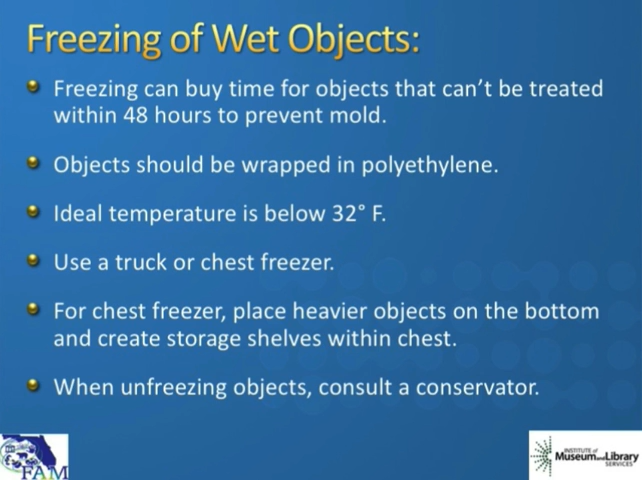 Freezing of Wet Objects:
Freezing can buy time for objects that can't be treated
within 48 hours to prevent mold.
Objects should be wrapped in polyethylene.
Ideal temperature is below 32° F.
Use a truck or chest freezer.
For chest freezer, place heavier objects on the bottom
and create storage shelves within chest.
When unfreezing objects, consult a conservator.
FAM
INSTITUTE of
Museum and Library
SERVICES